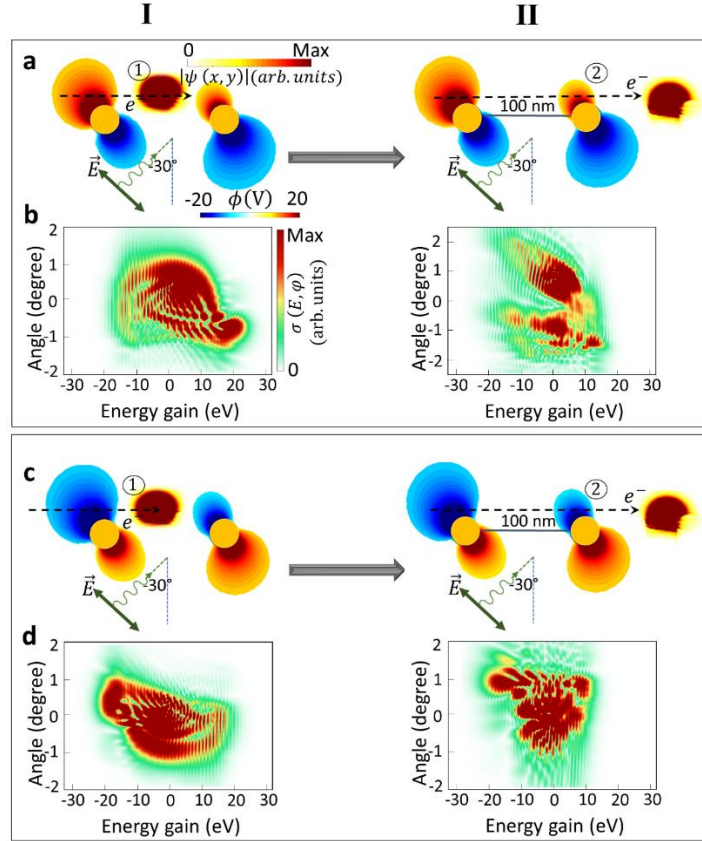 I II
a
0 Max
|ψ (x, y)|(arb. units)
① e
-30°
E⃗
② e⁻
100 nm
-30°
E⃗
-20 ϕ(V) 20
b
Angle (degree)
2
1
0
-1
-2
-30 -20 -10 0 10 20 30
Energy gain (eV)
Max
σ (E, φ)
(arb. units)
0
Angle (degree)
2
1
0
-1
-2
-30 -20 -10 0 10 20 30
Energy gain (eV)
c
① e
-30°
E⃗
② e⁻
100 nm
-30°
E⃗
d
Angle (degree)
2
1
0
-1
-2
-30 -20 -10 0 10 20 30
Energy gain (eV)
Angle (degree)
2
1
0
-1
-2
-30 -20 -10 0 10 20 30
Energy gain (eV)